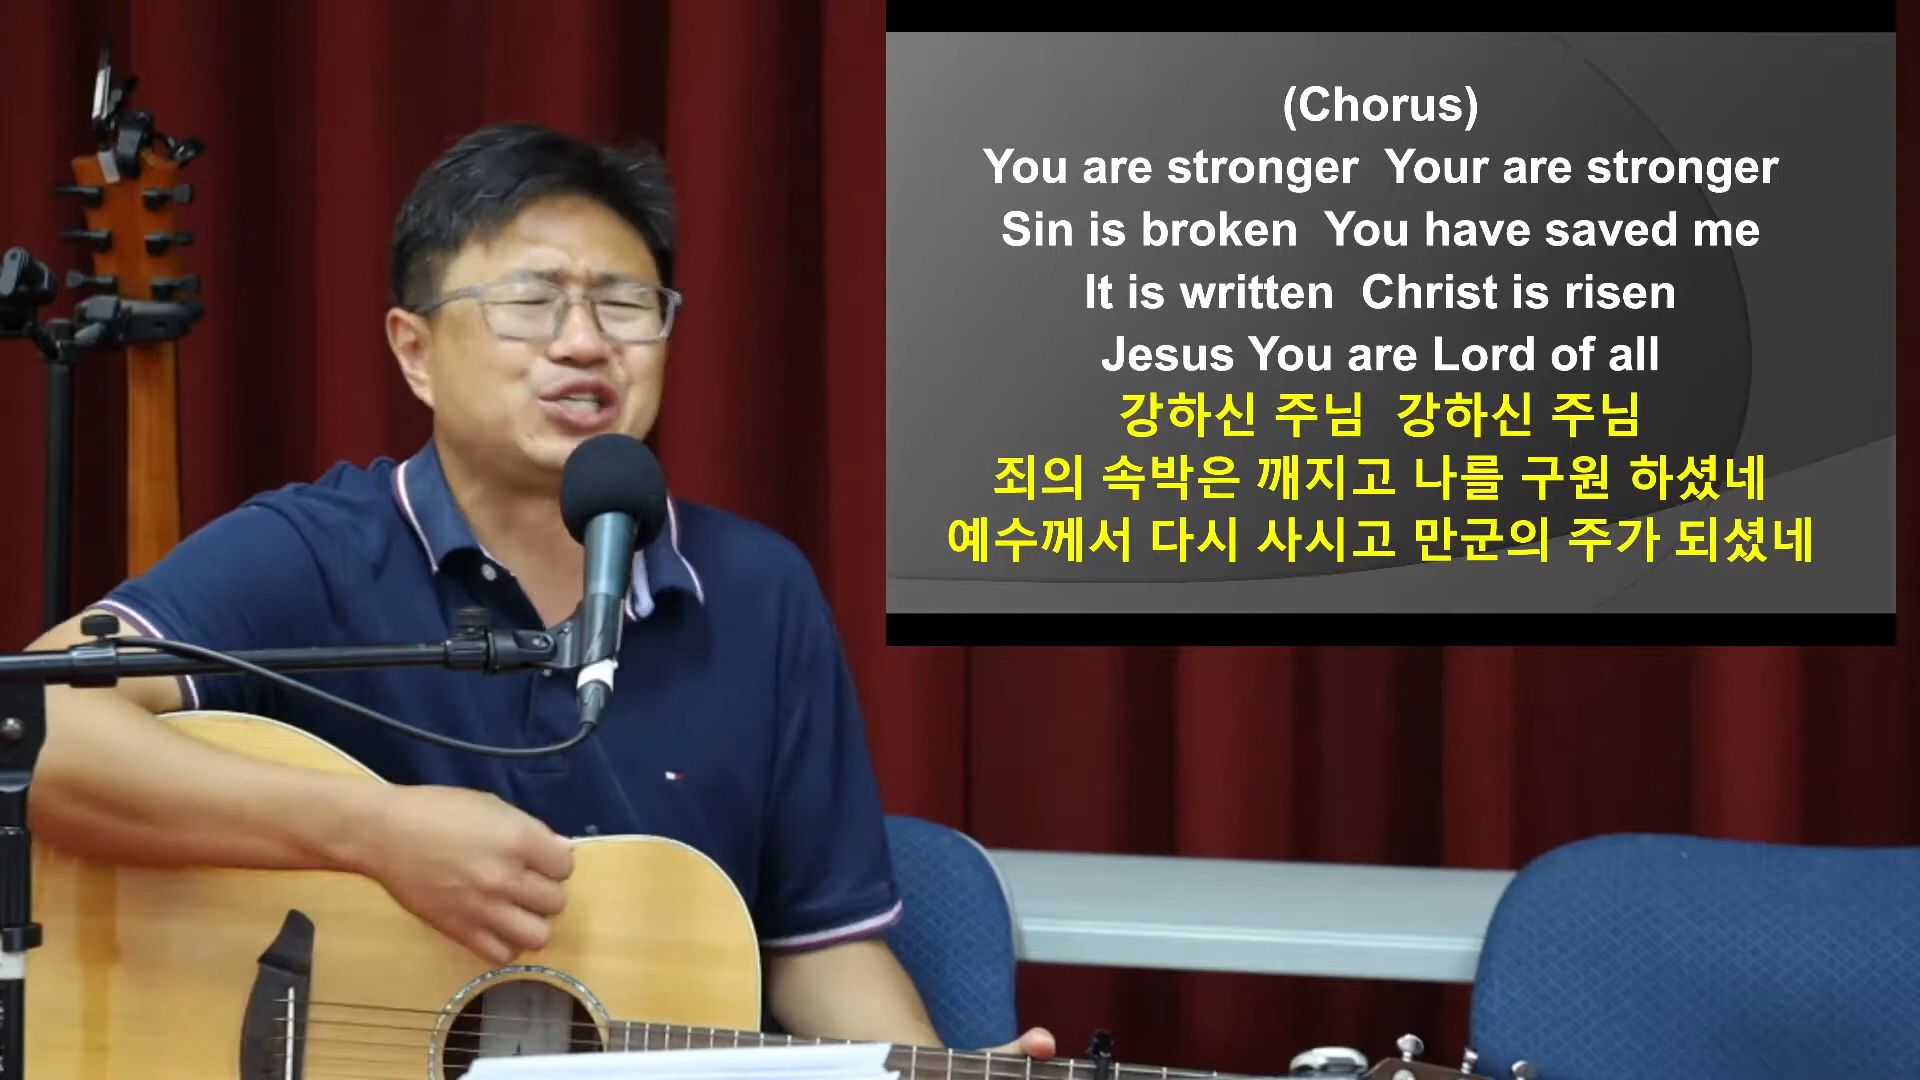 (Chorus)
You are stronger  Your are stronger
Sin is broken  You have saved me
It is written  Christ is risen
Jesus You are Lord of all
강하신 주님  강하신 주님
죄의 속박은 깨지고 나를 구원 하셨네
예수께서 다시 사시고 만군의 주가 되셨네